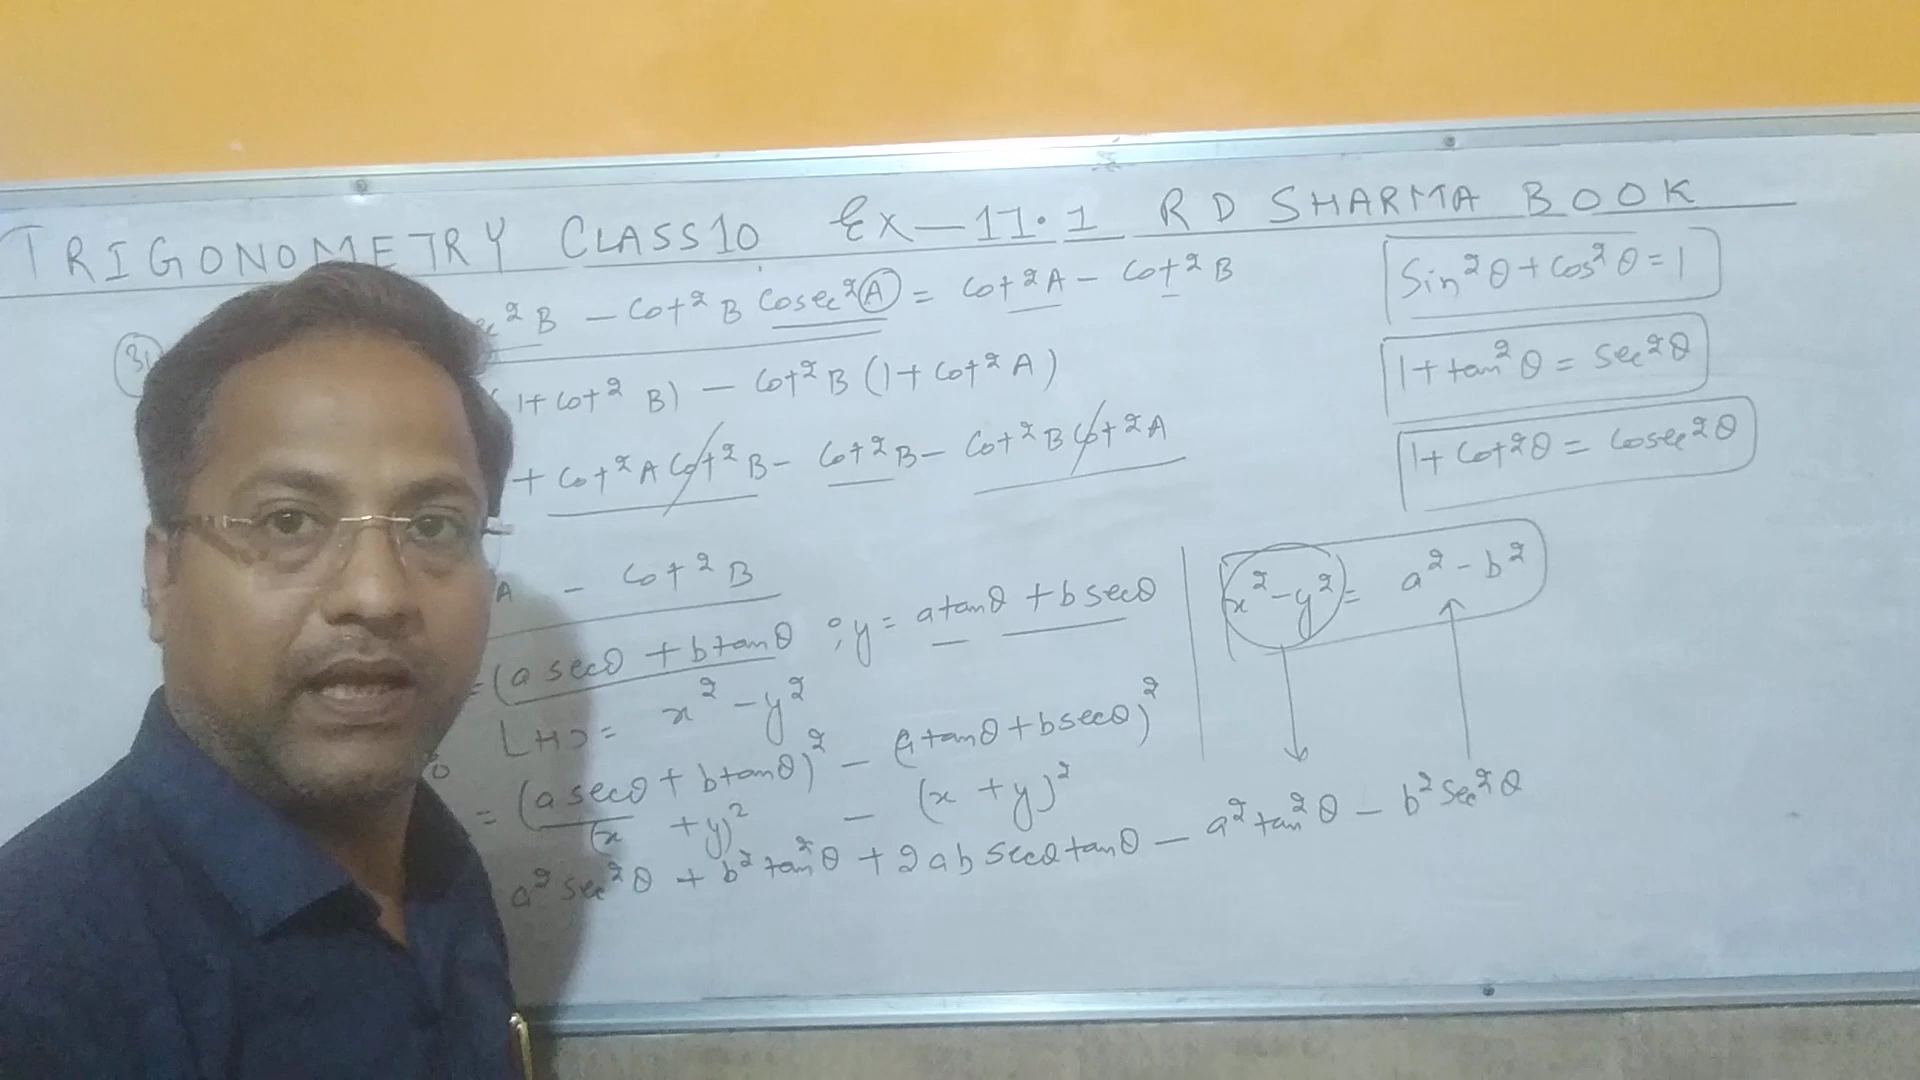 TRIGONOMETRY CLASS10 EX-11.1 RD SHARMA BOOK
31
²B - Cot²B Cosec²A = Cot²A - Cot²B
(1+Cot²B) - Cot²B (1+Cot²A)
+ Cot²A Cot²B - Cot²B - Cot²B Cot²A
A - Cot²B
= (a secθ + b tanθ ; y = a tanθ + b secθ
LHS = x² - y²
= (a secθ + b tanθ)² - (a tanθ + b secθ)²
(x + y)² - (x + y)²
a² sec²θ + b² tan²θ + 2ab secθ tanθ - a² tan²θ - b² sec²θ
Sin²θ + Cos²θ = 1
1 + tan²θ = Sec²θ
1 + Cot²θ = Cosec²θ
x² - y² = a² - b²